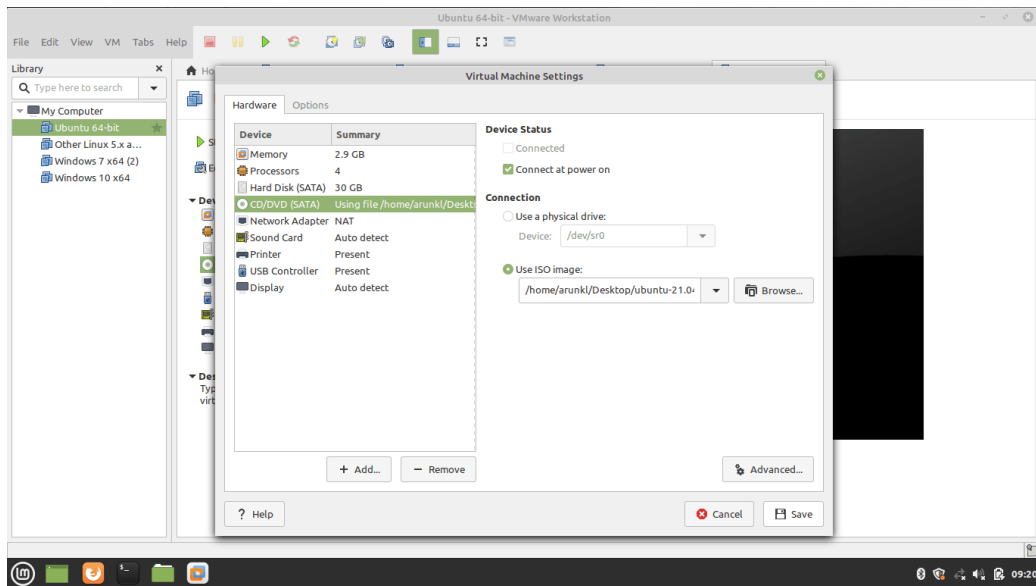 Ubuntu 64-bit - VMware Workstation
File Edit View VM Tabs Help
Library
Type here to search
My Computer
Ubuntu 64-bit
Other Linux 5.x a...
Windows 7 x64 (2)
Windows 10 x64
Virtual Machine Settings
Hardware Options
Device Summary
Memory 2.9 GB
Processors 4
Hard Disk (SATA) 30 GB
CD/DVD (SATA) Using file /home/arunkl/Deskt
Network Adapter NAT
Sound Card Auto detect
Printer Present
USB Controller Present
Display Auto detect
+ Add...
− Remove
Device Status
Connected
Connect at power on
Connection
Use a physical drive:
Device: /dev/sr0
Use ISO image:
/home/arunkl/Desktop/ubuntu-21.04
Browse...
Advanced...
? Help
Cancel
Save
09:20